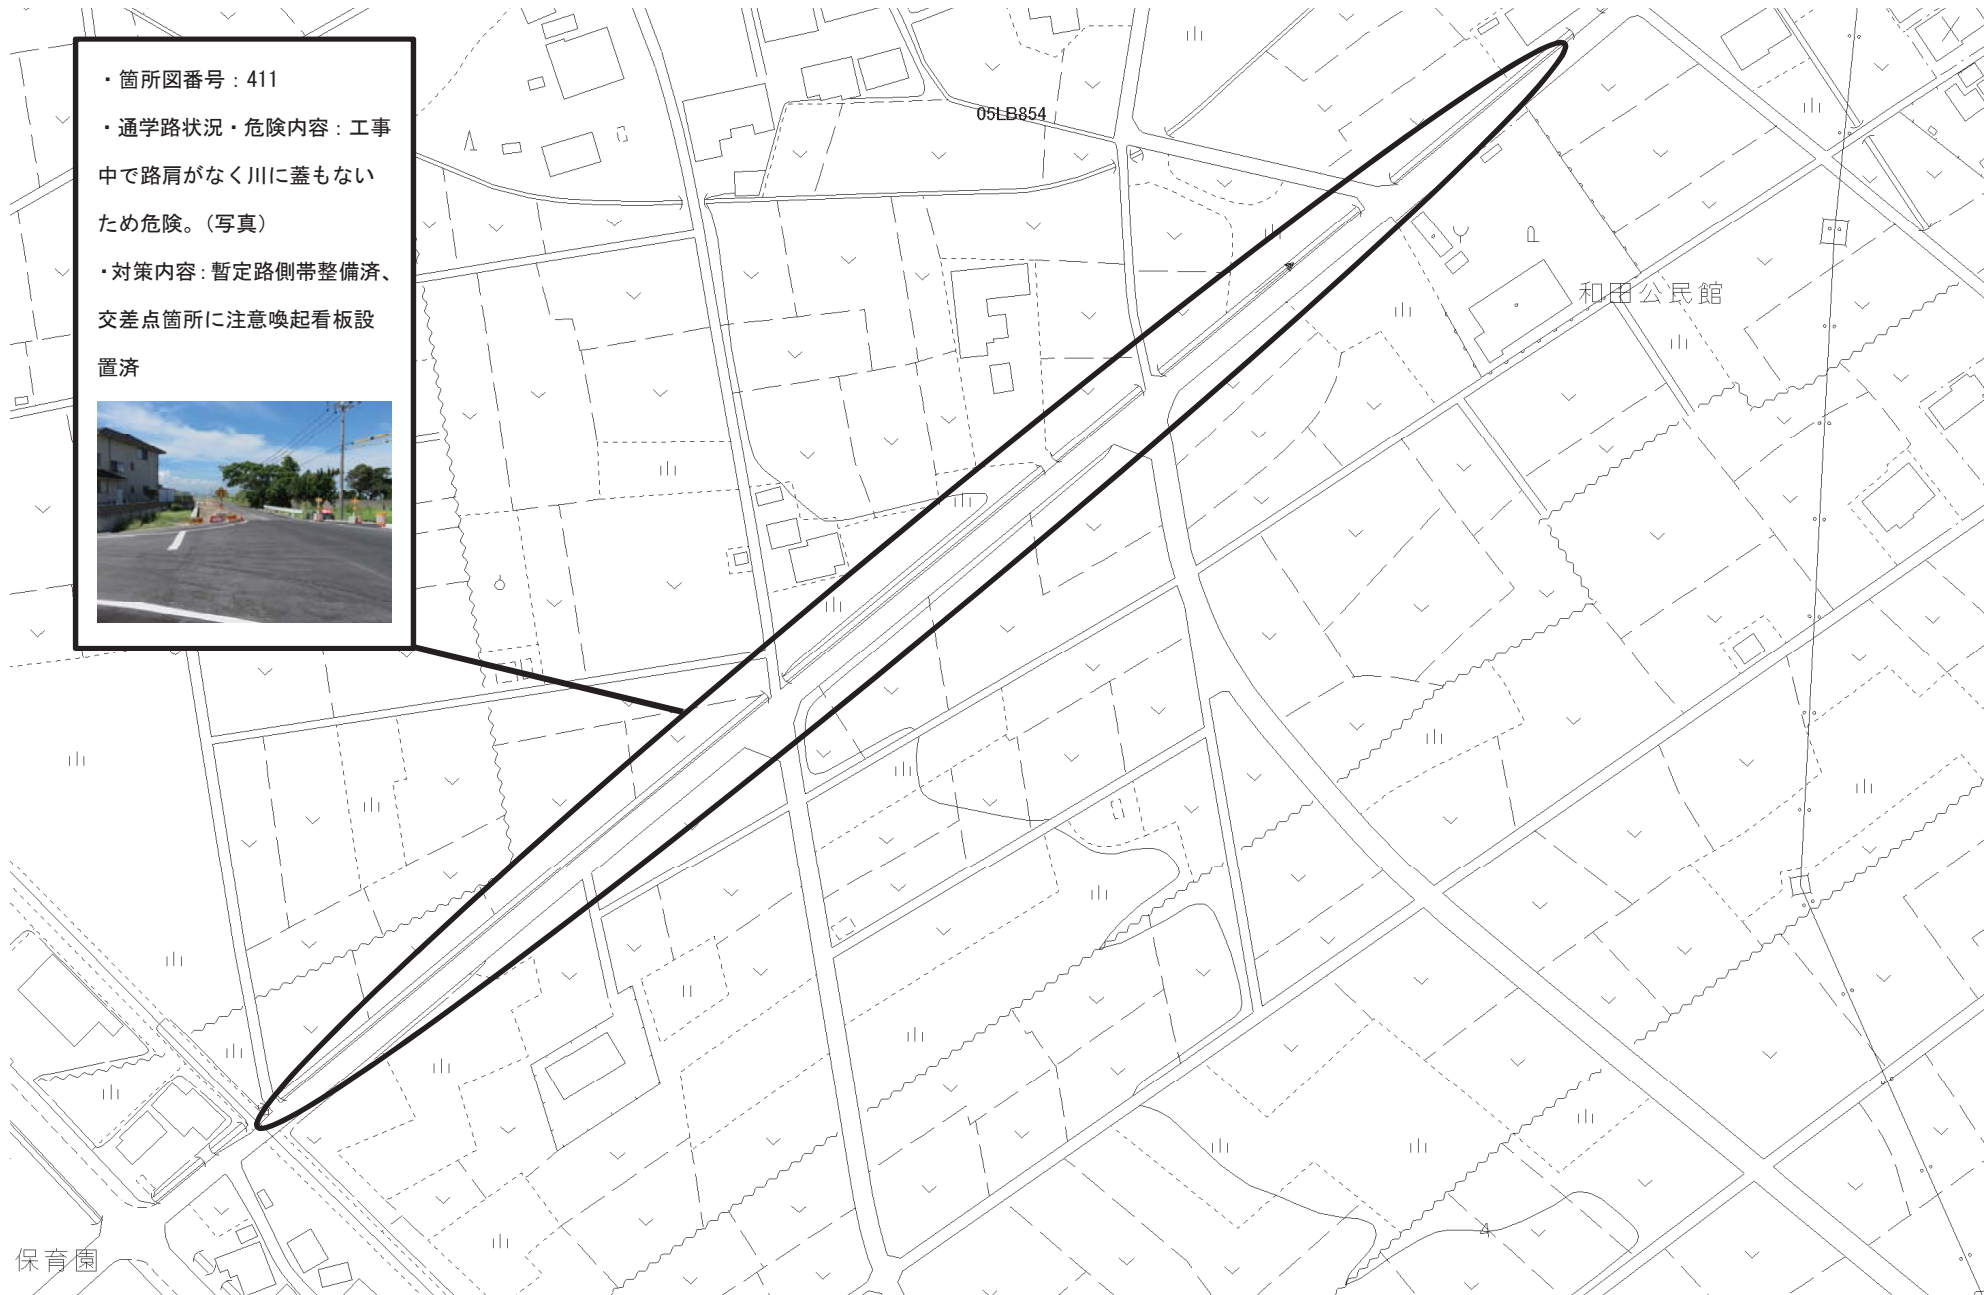 ・箇所図番号：411
・通学路状況・危険内容：工事
中で路肩がなく川に蓋もない
ため危険。（写真）
・対策内容：暫定路側帯整備済、
交差点箇所に注意喚起看板設
置済
05LB854
和田公民館
保育園
4